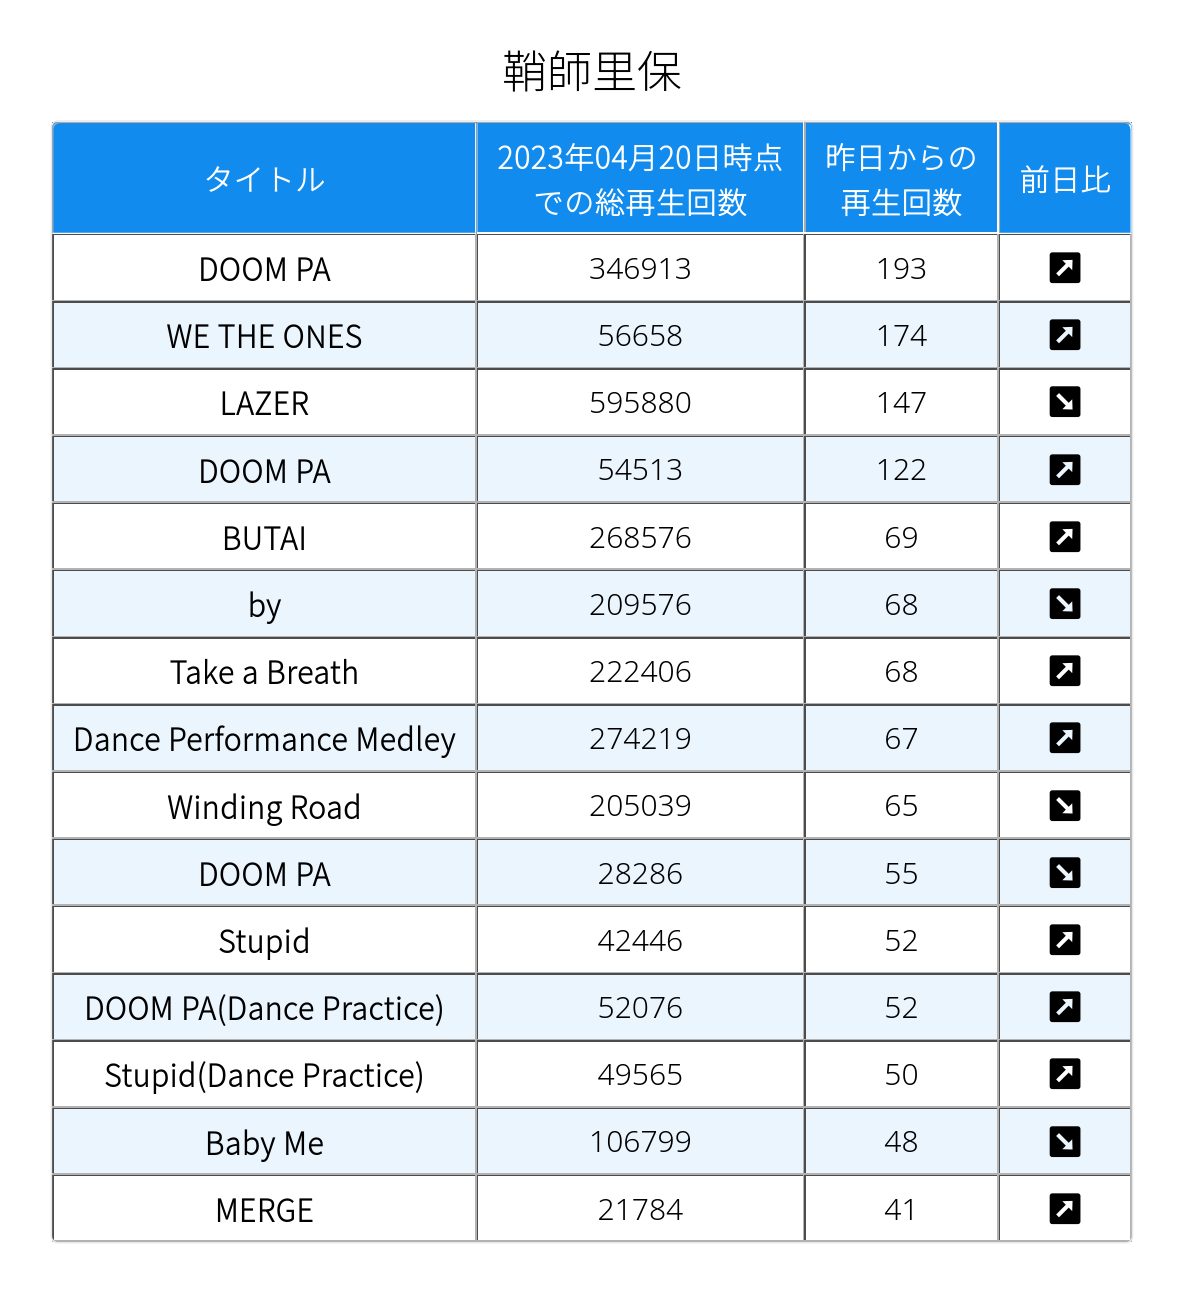 鞘師里保
タイトル
2023年04月20日時点
での総再生回数
昨日からの
再生回数
前日比
DOOM PA 346913 193 ↗
WE THE ONES 56658 174 ↗
LAZER 595880 147 ↘
DOOM PA 54513 122 ↗
BUTAI 268576 69 ↗
by 209576 68 ↘
Take a Breath 222406 68 ↗
Dance Performance Medley 274219 67 ↗
Winding Road 205039 65 ↘
DOOM PA 28286 55 ↘
Stupid 42446 52 ↗
DOOM PA(Dance Practice) 52076 52 ↗
Stupid(Dance Practice) 49565 50 ↗
Baby Me 106799 48 ↘
MERGE 21784 41 ↗